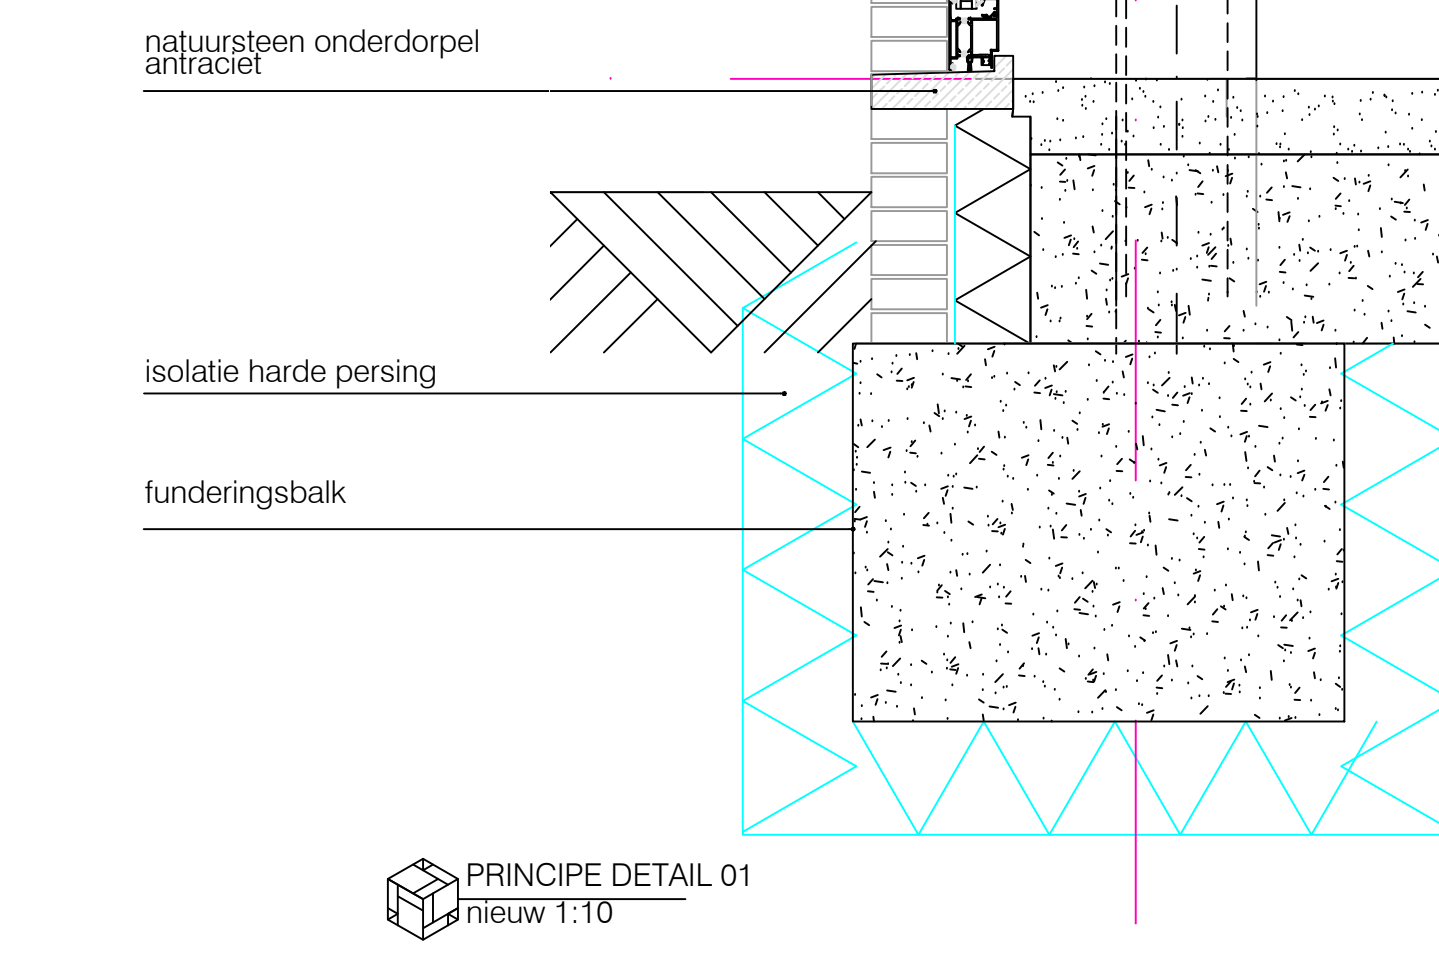 natuursteen onderdorpel
antraciet
isolatie harde persing
funderingsbalk
PRINCIPE DETAIL 01
nieuw 1:10